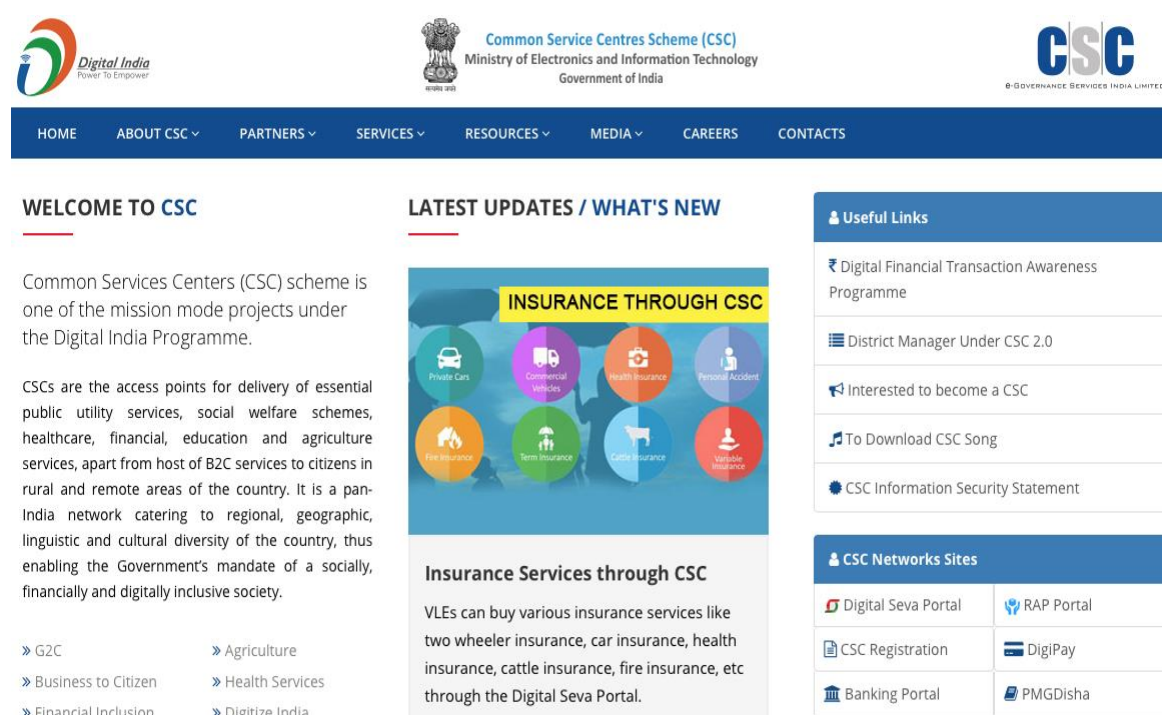 Digital India
Power To Empower
सत्यमेव जयते
Common Service Centres Scheme (CSC)
Ministry of Electronics and Information Technology
Government of India
CSC
e-Governance Services India Limited
HOME ABOUT CSC PARTNERS SERVICES RESOURCES MEDIA CAREERS CONTACTS
WELCOME TO CSC
Common Services Centers (CSC) scheme is
one of the mission mode projects under
the Digital India Programme.
CSCs are the access points for delivery of essential
public utility services, social welfare schemes,
healthcare, financial, education and agriculture
services, apart from host of B2C services to citizens in
rural and remote areas of the country. It is a pan-
India network catering to regional, geographic,
linguistic and cultural diversity of the country, thus
enabling the Government's mandate of a socially,
financially and digitally inclusive society.
» G2C » Agriculture
» Business to Citizen » Health Services
» Financial Inclusion » Digitize India
LATEST UPDATES / WHAT'S NEW
INSURANCE THROUGH CSC
Private Cars
Commercial
Vehicles
Health Insurance
Personal Accident
Fire Insurance
Term Insurance
Cattle Insurance
Variable
Insurance
Insurance Services through CSC
VLEs can buy various insurance services like
two wheeler insurance, car insurance, health
insurance, cattle insurance, fire insurance, etc
through the Digital Seva Portal.
Useful Links
₹ Digital Financial Transaction Awareness
Programme
District Manager Under CSC 2.0
Interested to become a CSC
To Download CSC Song
CSC Information Security Statement
CSC Networks Sites
Digital Seva Portal RAP Portal
CSC Registration DigiPay
Banking Portal PMGDisha